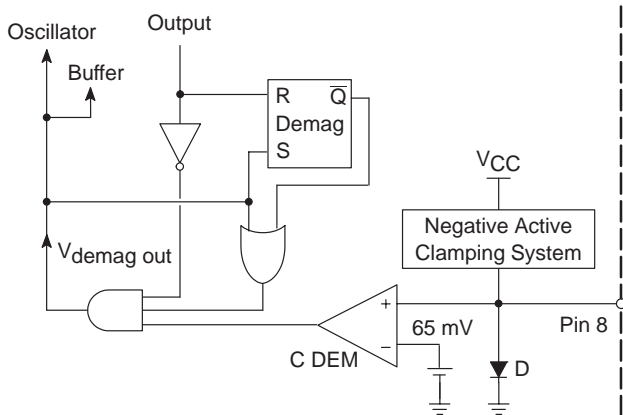 Output
Oscillator
Buffer
R Q
Demag
S
VCC
Negative Active
Clamping System
Vdemag out
+
65 mV
Pin 8
–
C DEM
D